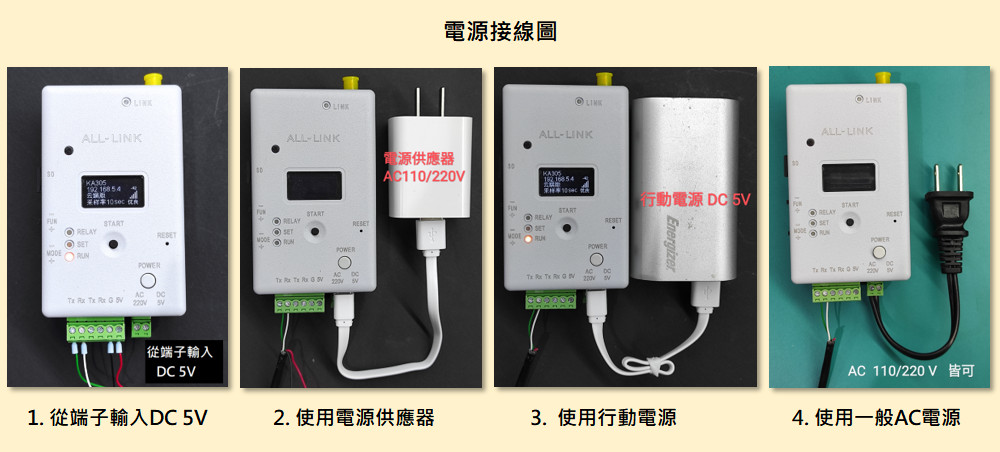 電源接線圖
LINK
ALL-LINK
SD
KA305
192.168.5.4
采样率10sec 优良
FUN
MODE
RELAY
SET
RUN
START
RESET
POWER
AC 220V
DC 5V
Tx Rx Tx Rx G 5V
從端子輸入
DC 5V
1. 從端子輸入DC 5V
LINK
ALL-LINK
SD
FUN
MODE
RELAY
SET
RUN
START
RESET
POWER
AC 220V
DC 5V
Tx Rx Tx Rx G 5V
電源供應器
AC110/220V
2. 使用電源供應器
LINK
ALL-LINK
SD
KA305
192.168.5.4
采样率10sec 优良
FUN
MODE
RELAY
SET
RUN
START
RESET
POWER
AC 220V
DC 5V
Tx Rx Tx Rx G 5V
行動電源 DC 5V
Energizer
3. 使用行動電源
LINK
ALL-LINK
SD
FUN
MODE
RELAY
SET
RUN
START
RESET
POWER
AC 220V
DC 5V
Tx Rx Tx Rx G 5V
AC 110/220 V 皆可
4. 使用一般AC電源